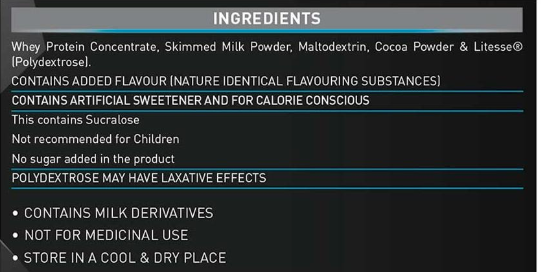 INGREDIENTS
Whey Protein Concentrate, Skimmed Milk Powder, Maltodextrin, Cocoa Powder & Litesse®
(Polydextrose).
CONTAINS ADDED FLAVOUR (NATURE IDENTICAL FLAVOURING SUBSTANCES)
CONTAINS ARTIFICIAL SWEETENER AND FOR CALORIE CONSCIOUS
This contains Sucralose
Not recommended for Children
No sugar added in the product
POLYDEXTROSE MAY HAVE LAXATIVE EFFECTS
• CONTAINS MILK DERIVATIVES
• NOT FOR MEDICINAL USE
• STORE IN A COOL & DRY PLACE